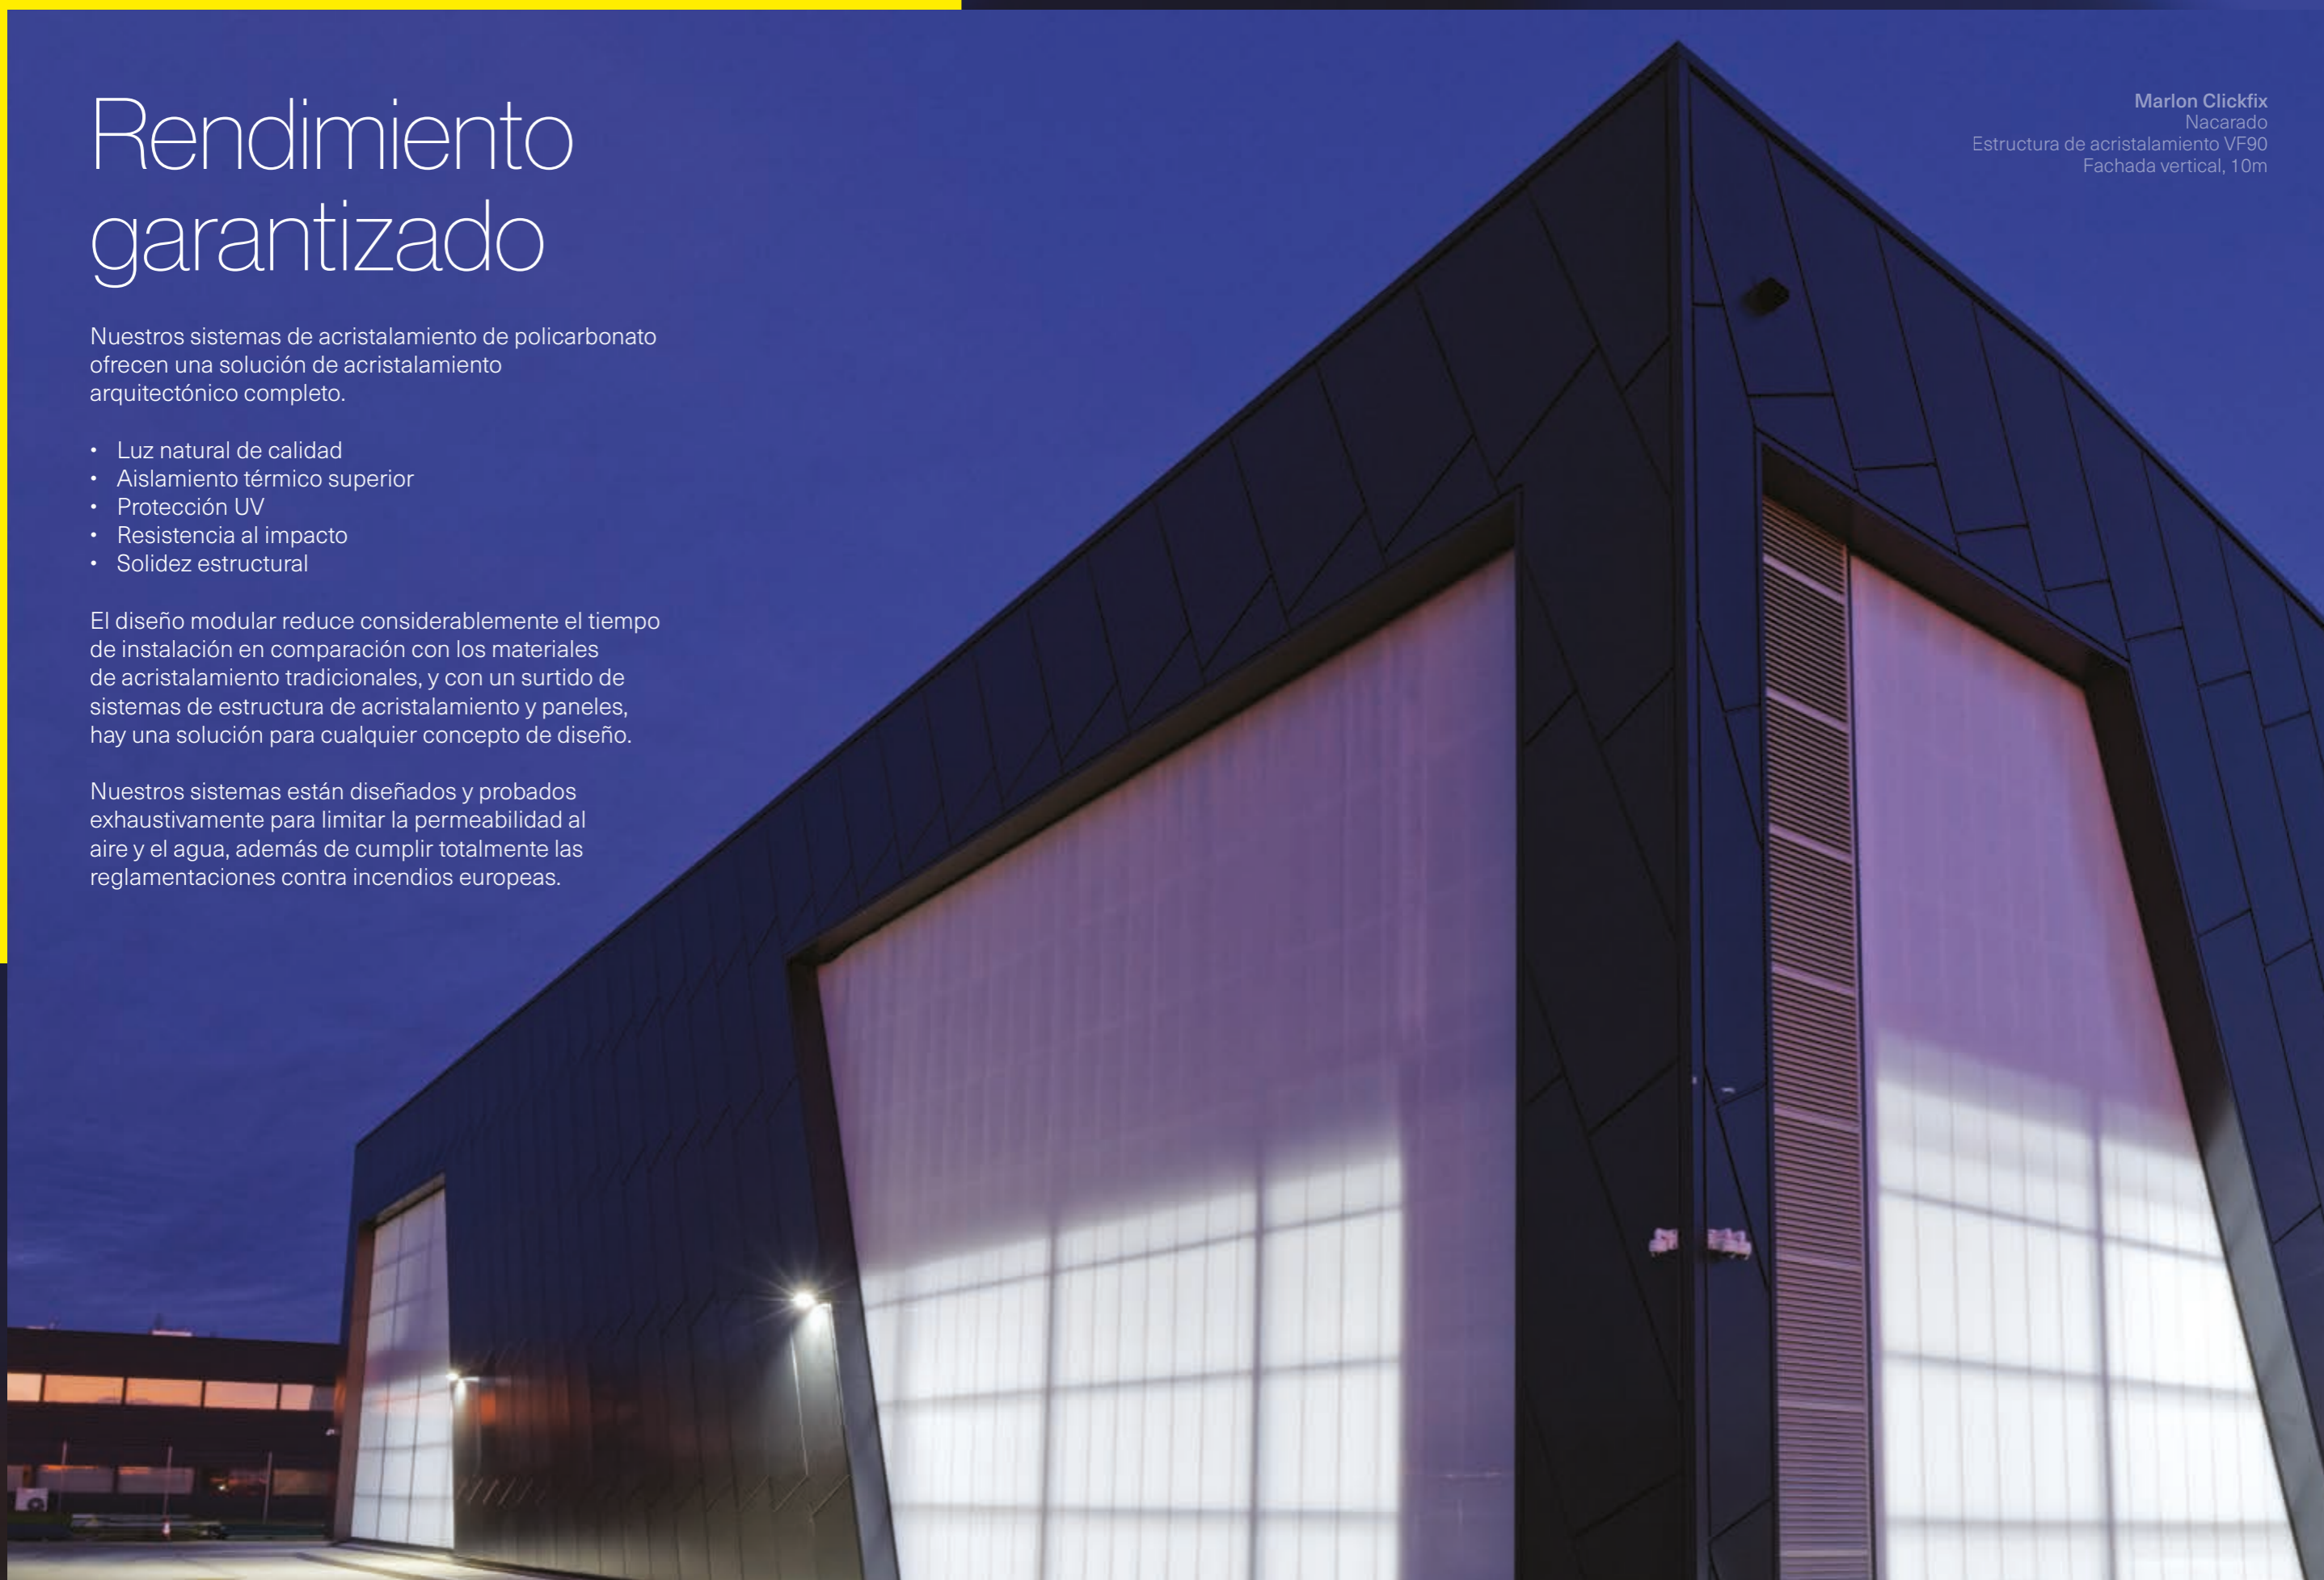 Rendimiento
garantizado
Nuestros sistemas de acristalamiento de policarbonato
ofrecen una solución de acristalamiento
arquitectónico completo.
• Luz natural de calidad
• Aislamiento térmico superior
• Protección UV
• Resistencia al impacto
• Solidez estructural
El diseño modular reduce considerablemente el tiempo
de instalación en comparación con los materiales
de acristalamiento tradicionales, y con un surtido de
sistemas de estructura de acristalamiento y paneles,
hay una solución para cualquier concepto de diseño.
Nuestros sistemas están diseñados y probados
exhaustivamente para limitar la permeabilidad al
aire y el agua, además de cumplir totalmente las
reglamentaciones contra incendios europeas.
Marlon Clickfix
Nacarado
Estructura de acristalamiento VF90
Fachada vertical, 10m